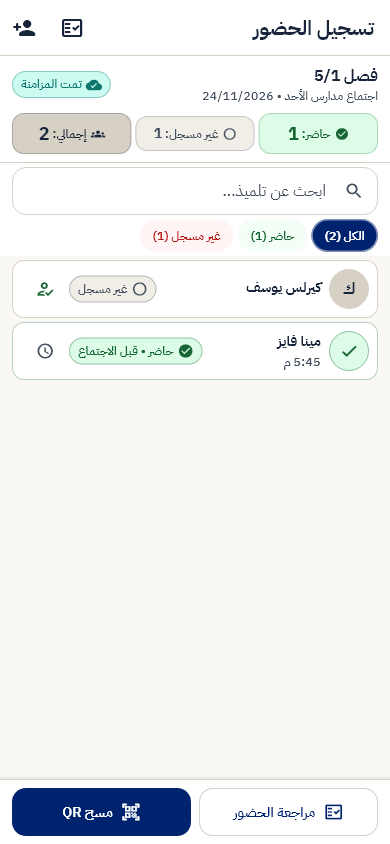 تسجيل الحضور
فصل 5/1
اجتماع مدارس الأحد • 24/11/2026
تمت المزامنة
حاضر: 1
غير مسجل: 1
إجمالي: 2
ابحث عن تلميذ...
الكل (2)
حاضر (1)
غير مسجل (1)
ك
كيرلس يوسف
غير مسجل
مينا فايز
5:45 م
حاضر • قبل الاجتماع
مراجعة الحضور
مسح QR